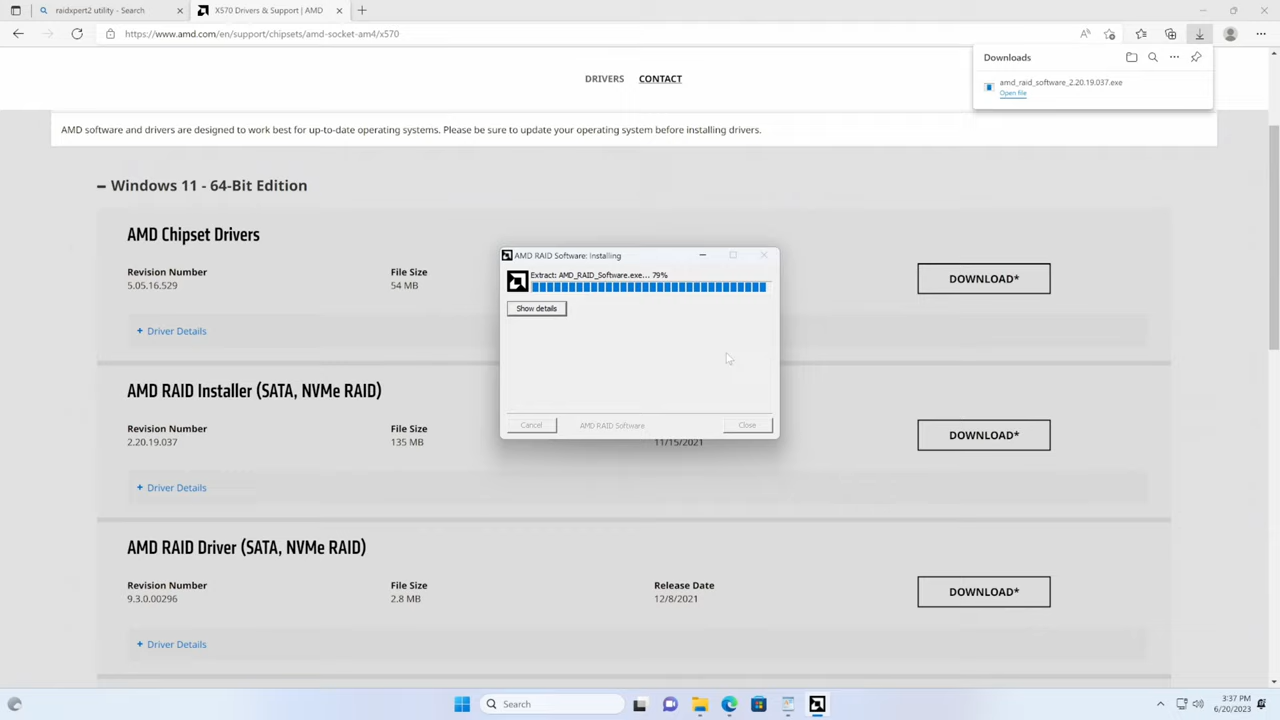 raidxpert2 utility - Search
X570 Drivers & Support | AMD
https://www.amd.com/en/support/chipsets/amd-socket-am4/x570
Downloads
amd_raid_software_2.20.19.037.exe
Open file
DRIVERS CONTACT
AMD software and drivers are designed to work best for up-to-date operating systems. Please be sure to update your operating system before installing drivers.
Windows 11 - 64-Bit Edition
AMD Chipset Drivers
Revision Number
5.05.16.529
File Size
54 MB
DOWNLOAD*
+ Driver Details
AMD RAID Software: Installing
Extract: AMD_RAID_Software.exe... 79%
Show details
Cancel
AMD RAID Software
Close
AMD RAID Installer (SATA, NVMe RAID)
Revision Number
2.20.19.037
File Size
135 MB
11/15/2021
DOWNLOAD*
+ Driver Details
AMD RAID Driver (SATA, NVMe RAID)
Revision Number
9.3.0.00296
File Size
2.8 MB
Release Date
12/8/2021
DOWNLOAD*
+ Driver Details
Search
3:37 PM
6/20/2023